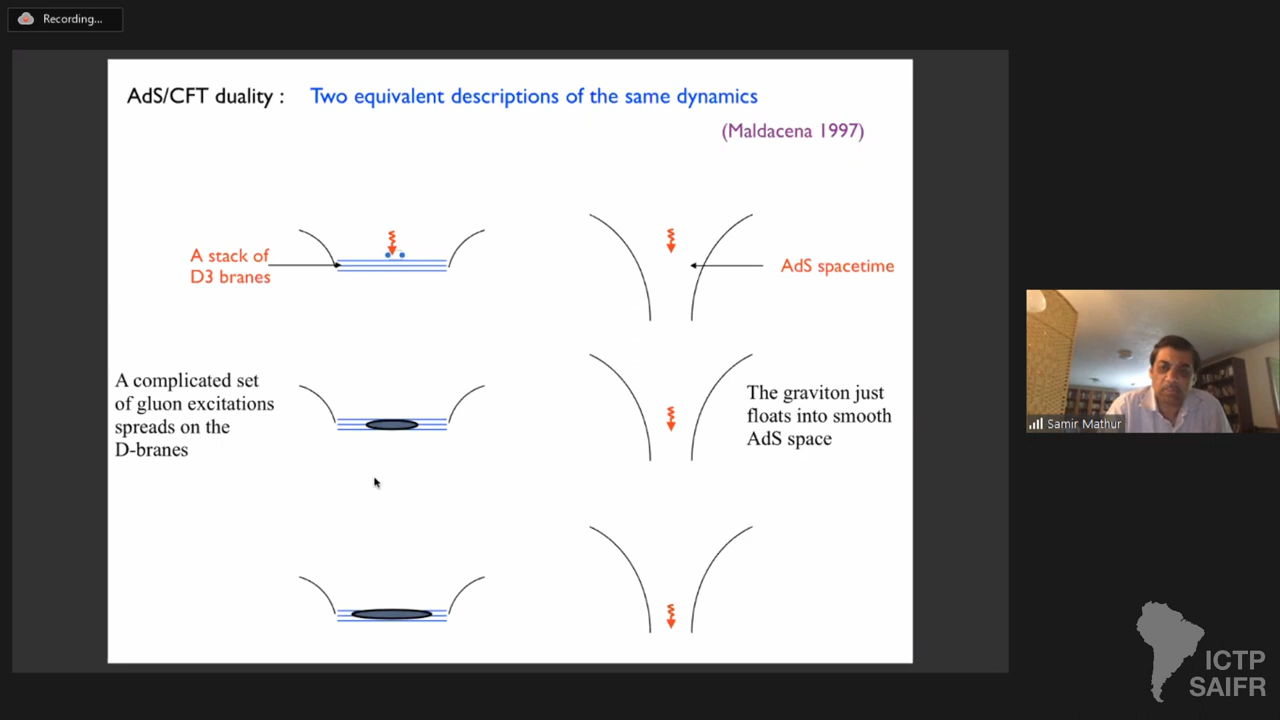 Recording...
AdS/CFT duality : Two equivalent descriptions of the same dynamics
(Maldacena 1997)
A stack of
D3 branes
AdS spacetime
A complicated set
of gluon excitations
spreads on the
D-branes
The graviton just
floats into smooth
AdS space
Samir Mathur
ICTP
SAIFR